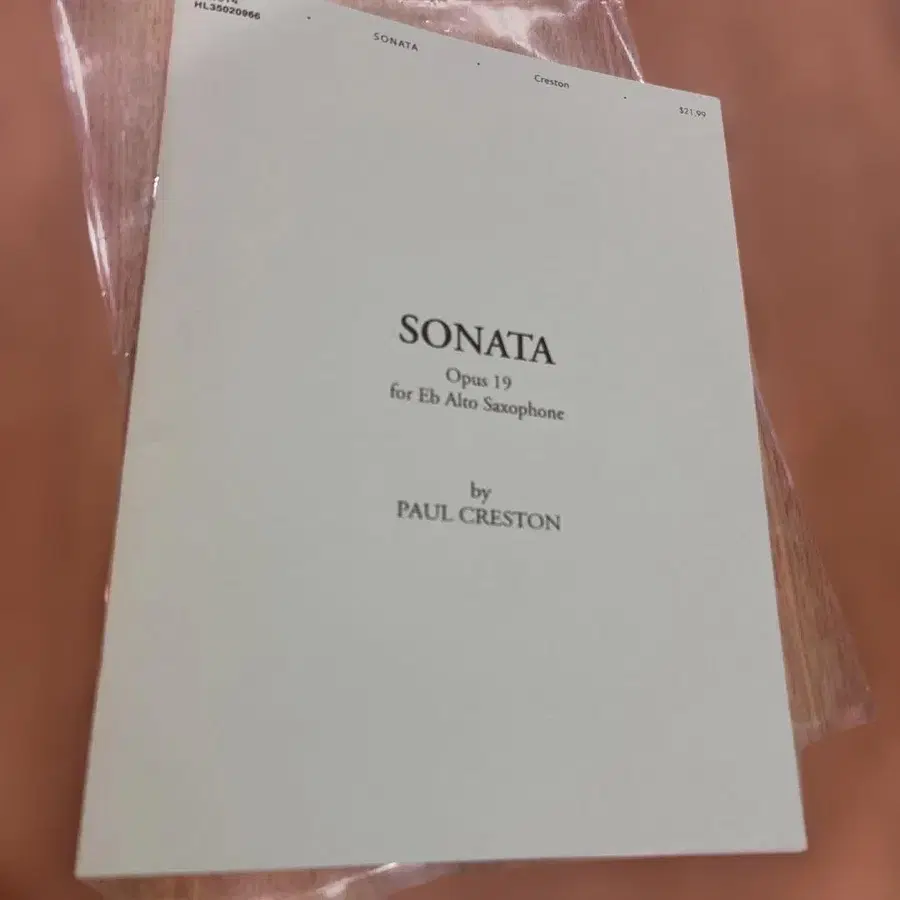 HL35020966
SONATA
Creston
$21.99
SONATA
Opus 19
for Eb Alto Saxophone
by
PAUL CRESTON